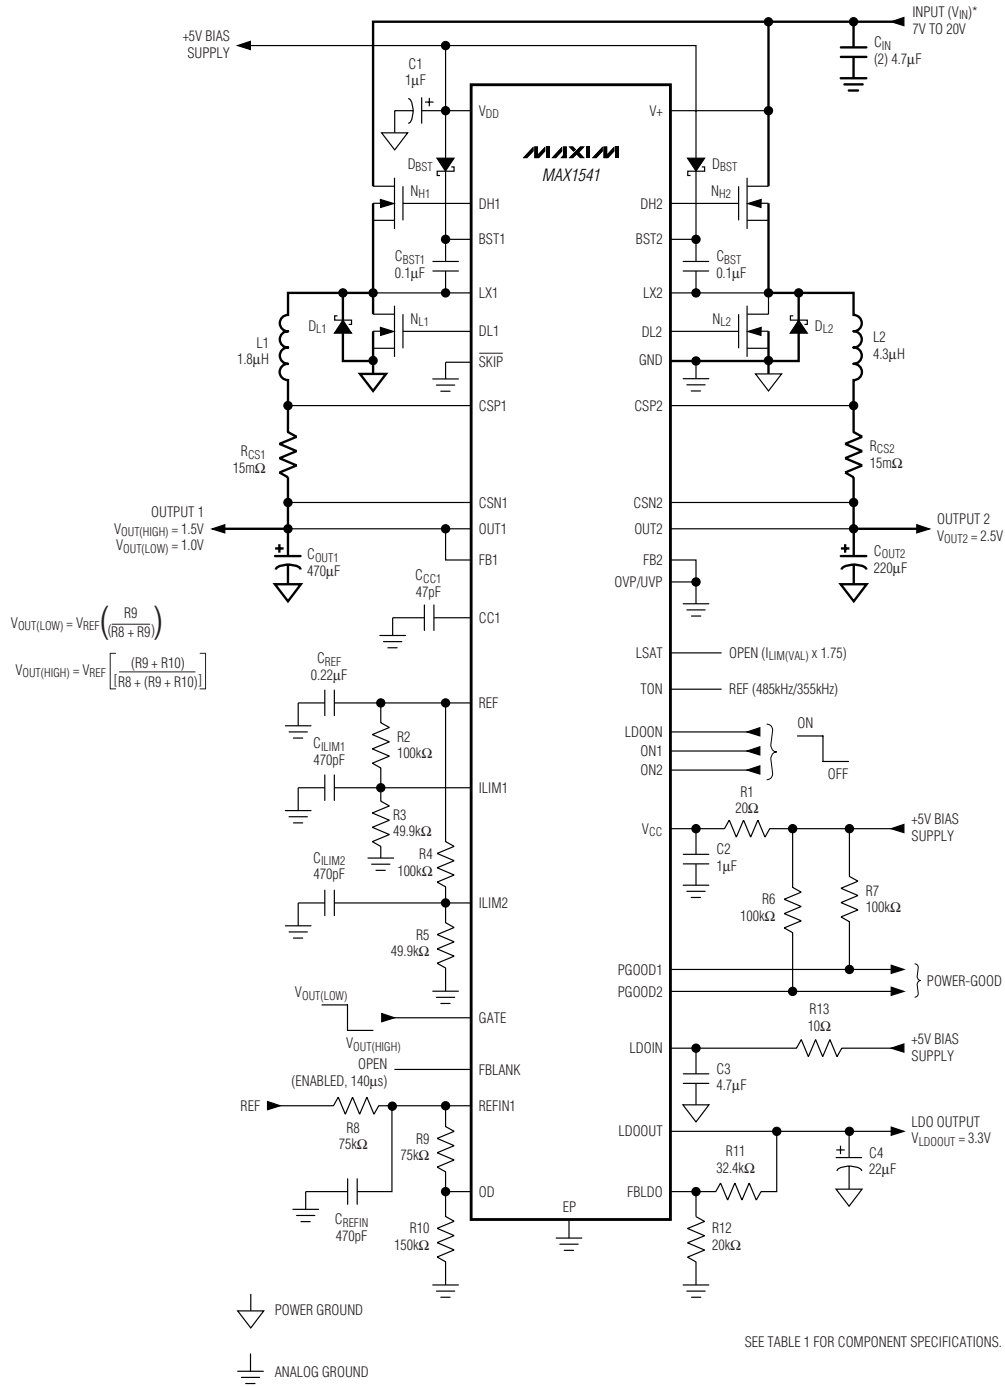 INPUT (VIN)*
7V TO 20V
+5V BIAS
SUPPLY
CIN
(2) 4.7µF
C1
1µF
VDD
V+
MAXIM
MAX1541
DBST
DBST
NH1
DH1
DH2
NH2
BST1
BST2
CBST1
0.1µF
CBST
0.1µF
LX1
LX2
DL1
NL1
DL1
DL2
NL2
DL2
L1
1.8µH
L2
4.3µH
SKIP
GND
CSP1
CSP2
RCS1
15mΩ
RCS2
15mΩ
CSN1
CSN2
OUTPUT 1
VOUT(HIGH) = 1.5V
VOUT(LOW) = 1.0V
OUT1
OUT2
OUTPUT 2
VOUT2 = 2.5V
COUT1
470µF
FB1
FB2
COUT2
220µF
OVP/UVP
CCC1
47pF
CC1
VOUT(LOW) = VREF( R9 / (R8 + R9) )
VOUT(HIGH) = VREF[ (R9 + R10) / [R8 + (R9 + R10)] ]
LSAT
OPEN (ILIM(VAL) x 1.75)
CREF
0.22µF
REF
TON
REF (485kHz/355kHz)
R2
100kΩ
LDOON
ON1
ON2
ON
OFF
CILIM1
470pF
ILIM1
R3
49.9kΩ
R1
20Ω
VCC
+5V BIAS
SUPPLY
C2
1µF
R4
100kΩ
CILIM2
470pF
ILIM2
R6
100kΩ
R7
100kΩ
R5
49.9kΩ
PGOOD1
PGOOD2
POWER-GOOD
VOUT(LOW)
VOUT(HIGH)
GATE
R13
10Ω
LDOIN
+5V BIAS
SUPPLY
OPEN
(ENABLED, 140µs)
FBLANK
C3
4.7µF
REF
R8
75kΩ
REFIN1
R9
75kΩ
LDOOUT
LDO OUTPUT
VLDOOUT = 3.3V
R11
32.4kΩ
C4
22µF
OD
FBLDO
CREFIN
470pF
R10
150kΩ
EP
R12
20kΩ
POWER GROUND
ANALOG GROUND
SEE TABLE 1 FOR COMPONENT SPECIFICATIONS.